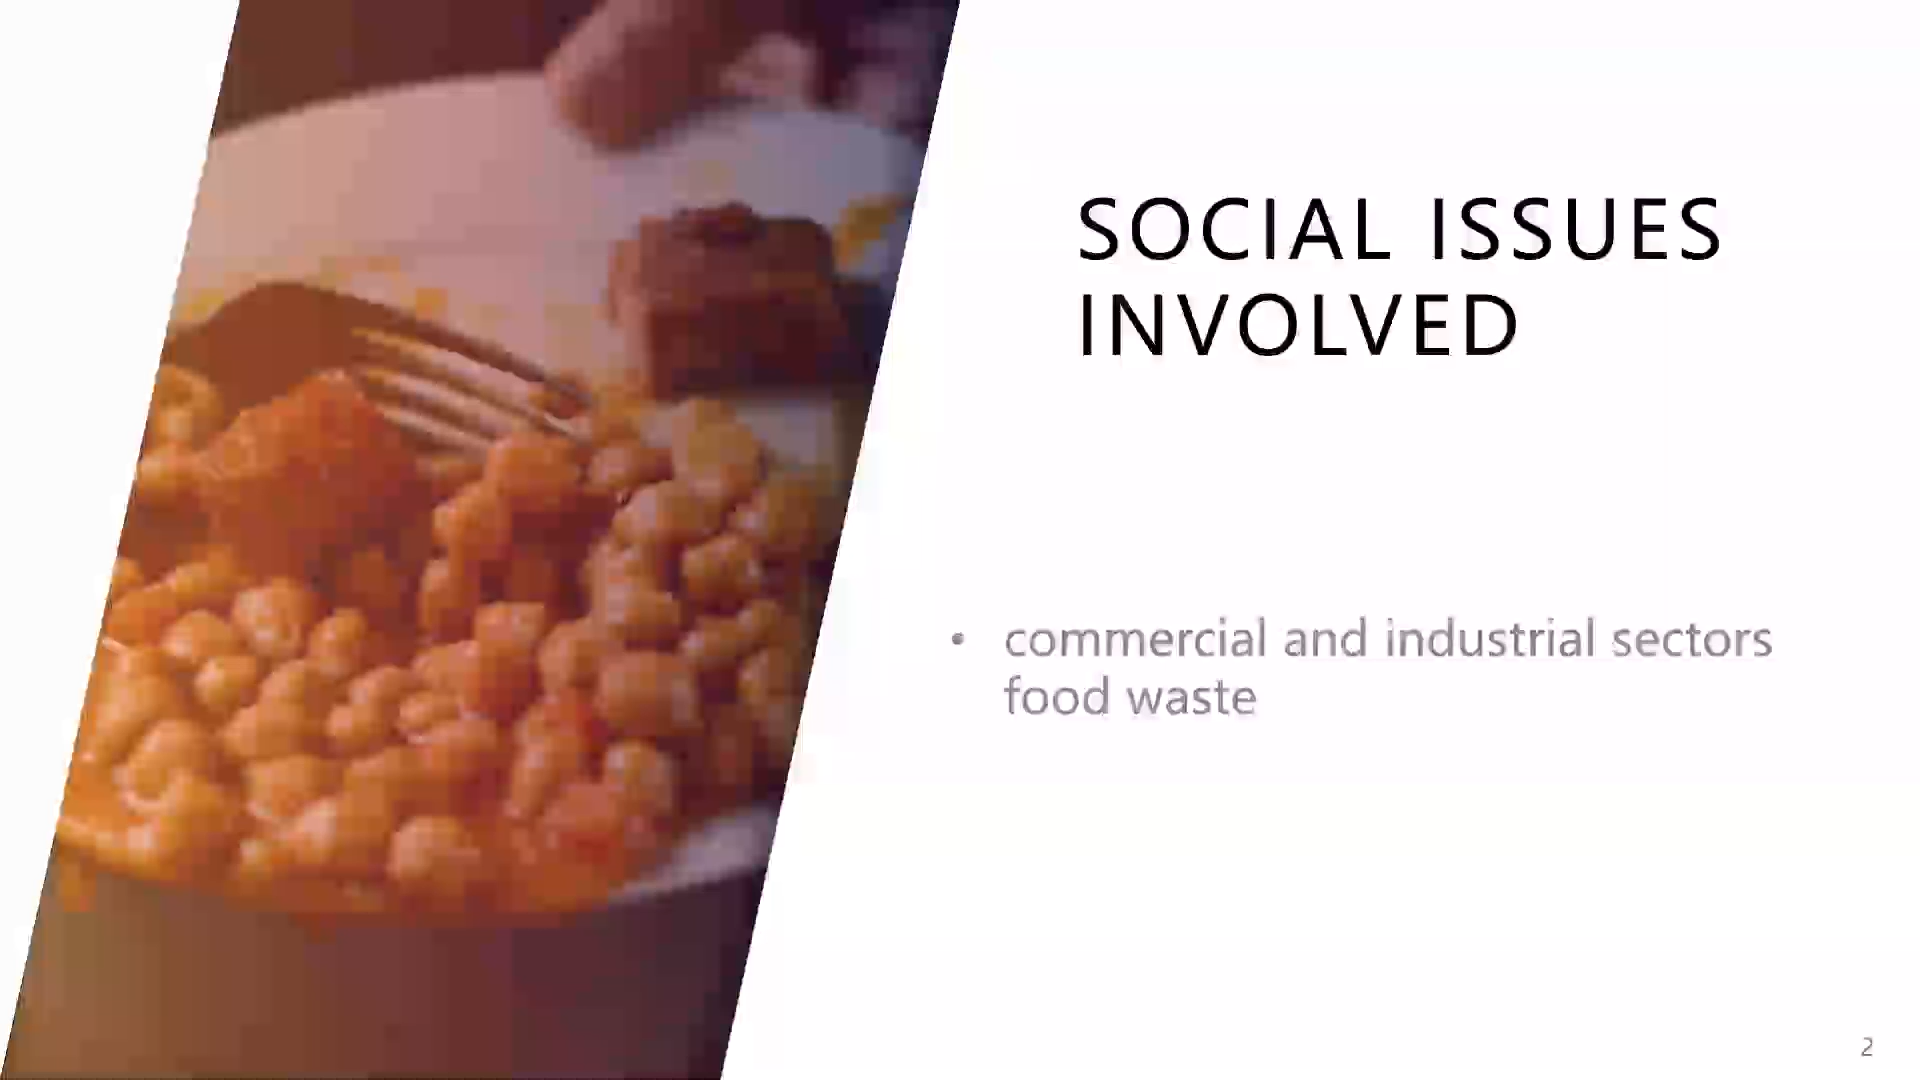 SOCIAL ISSUES
INVOLVED
• commercial and industrial sectors
food waste
2